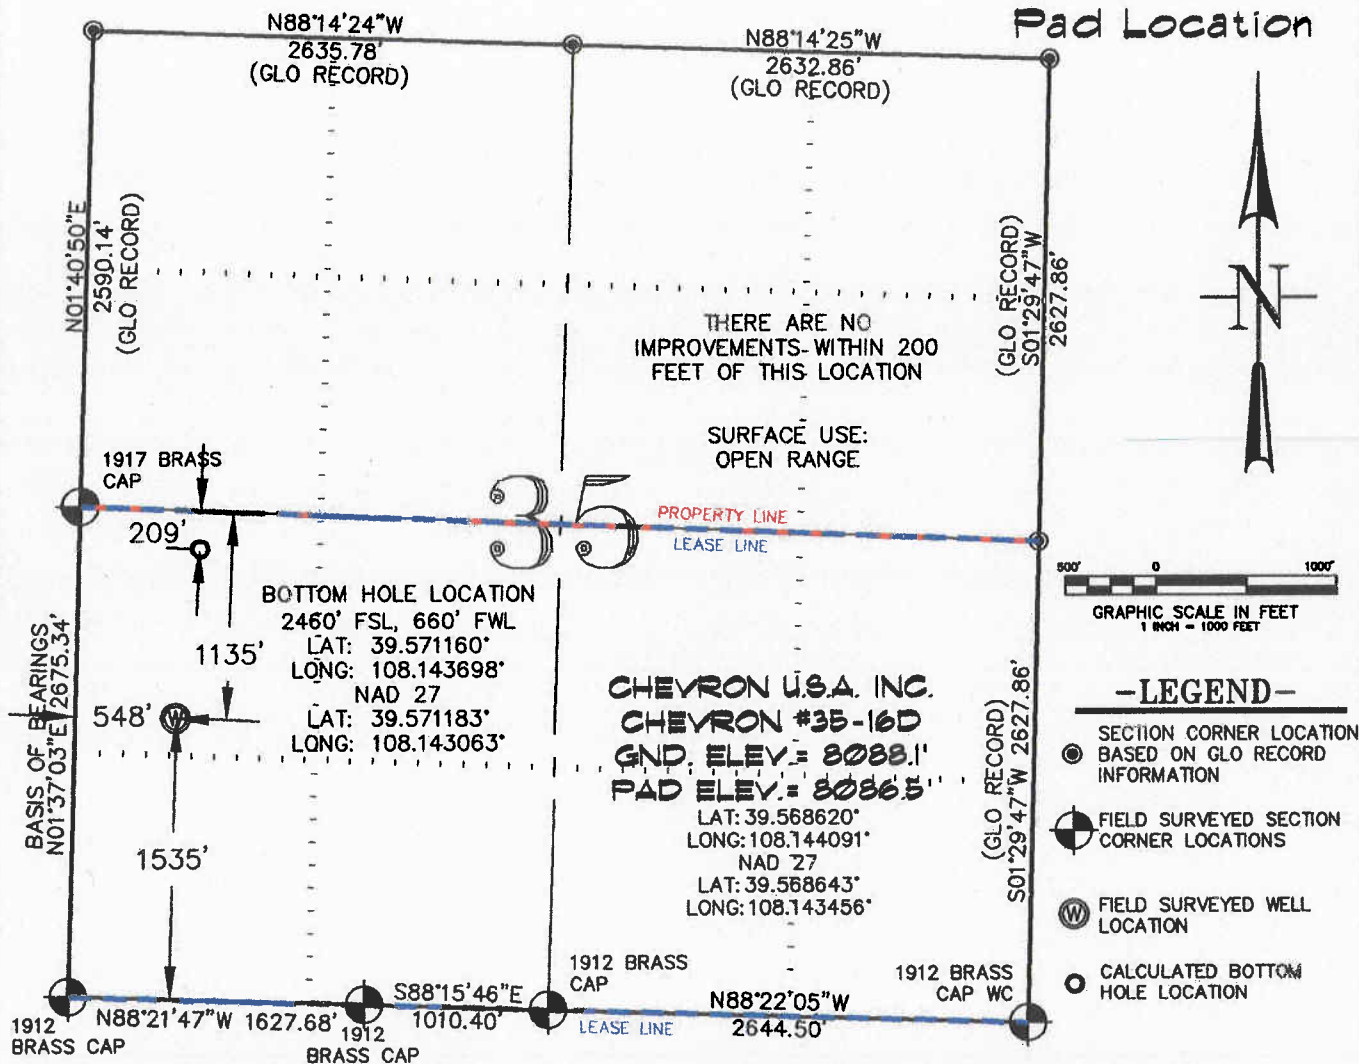 Pad Location
N88°14'24"W
2635.78'
(GLO RECORD)
N88°14'25"W
2632.86'
(GLO RECORD)
N01°40'50"E
2590.14'
(GLO RECORD)
(GLO RECORD)
S01°29'47"W
2627.86'
N
THERE ARE NO
IMPROVEMENTS WITHIN 200
FEET OF THIS LOCATION
SURFACE USE:
OPEN RANGE
1917 BRASS
CAP
35
PROPERTY LINE
LEASE LINE
209'
BOTTOM HOLE LOCATION
2460' FSL, 660' FWL
LAT: 39.571160°
LONG: 108.143698°
NAD 27
LAT: 39.571183°
LONG: 108.143063°
1135'
548'
W
1535'
BASIS OF BEARINGS
N01°37'03"E 2675.34'
CHEVRON U.S.A. INC.
CHEVRON #35-16D
GND. ELEV.= 8088.1'
PAD ELEV.= 8086.5'
LAT: 39.568620°
LONG: 108.144091°
NAD 27
LAT: 39.568643°
LONG: 108.143456°
(GLO RECORD)
S01°29'47"W 2627.86'
500' 0 1000'
GRAPHIC SCALE IN FEET
1 INCH = 1000 FEET
-LEGEND-
SECTION CORNER LOCATION
BASED ON GLO RECORD
INFORMATION
FIELD SURVEYED SECTION
CORNER LOCATIONS
W FIELD SURVEYED WELL
LOCATION
CALCULATED BOTTOM
HOLE LOCATION
1912
BRASS CAP
N88°21'47"W 1627.68'
1912
BRASS CAP
S88°15'46"E
1010.40'
1912 BRASS
CAP
LEASE LINE
N88°22'05"W
2644.50'
1912 BRASS
CAP WC